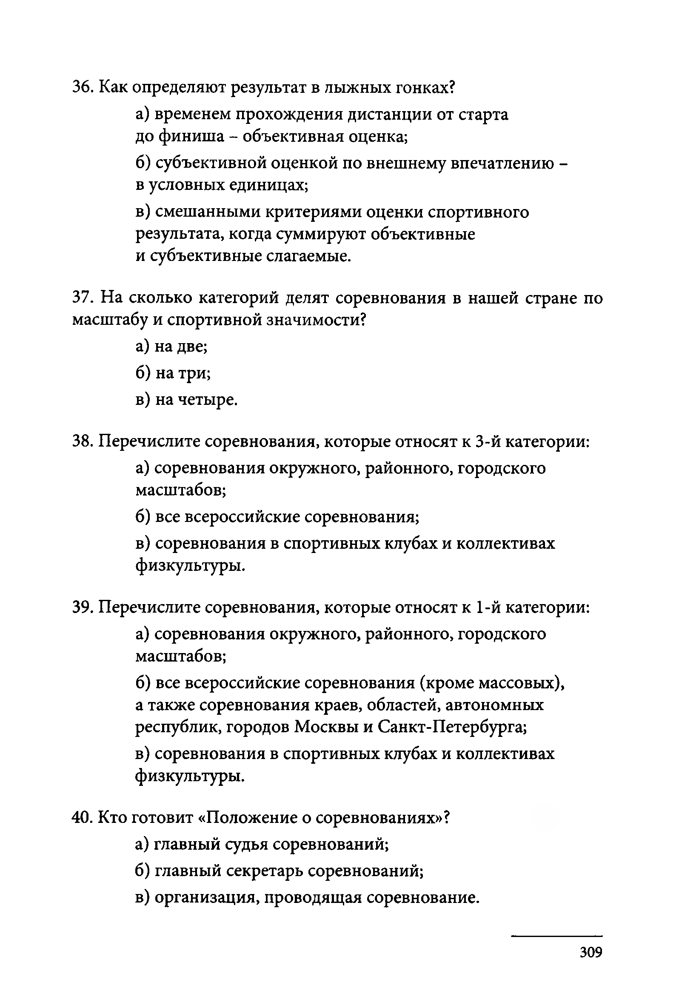 36. Как определяют результат в лыжных гонках?
а) временем прохождения дистанции от старта
до финиша – объективная оценка;
б) субъективной оценкой по внешнему впечатлению –
в условных единицах;
в) смешанными критериями оценки спортивного
результата, когда суммируют объективные
и субъективные слагаемые.
37. На сколько категорий делят соревнования в нашей стране по
масштабу и спортивной значимости?
а) на две;
б) на три;
в) на четыре.
38. Перечислите соревнования, которые относят к 3-й категории:
а) соревнования окружного, районного, городского
масштабов;
б) все всероссийские соревнования;
в) соревнования в спортивных клубах и коллективах
физкультуры.
39. Перечислите соревнования, которые относят к 1-й категории:
а) соревнования окружного, районного, городского
масштабов;
б) все всероссийские соревнования (кроме массовых),
а также соревнования краев, областей, автономных
республик, городов Москвы и Санкт-Петербурга;
в) соревнования в спортивных клубах и коллективах
физкультуры.
40. Кто готовит «Положение о соревнованиях»?
а) главный судья соревнований;
б) главный секретарь соревнований;
в) организация, проводящая соревнование.
309